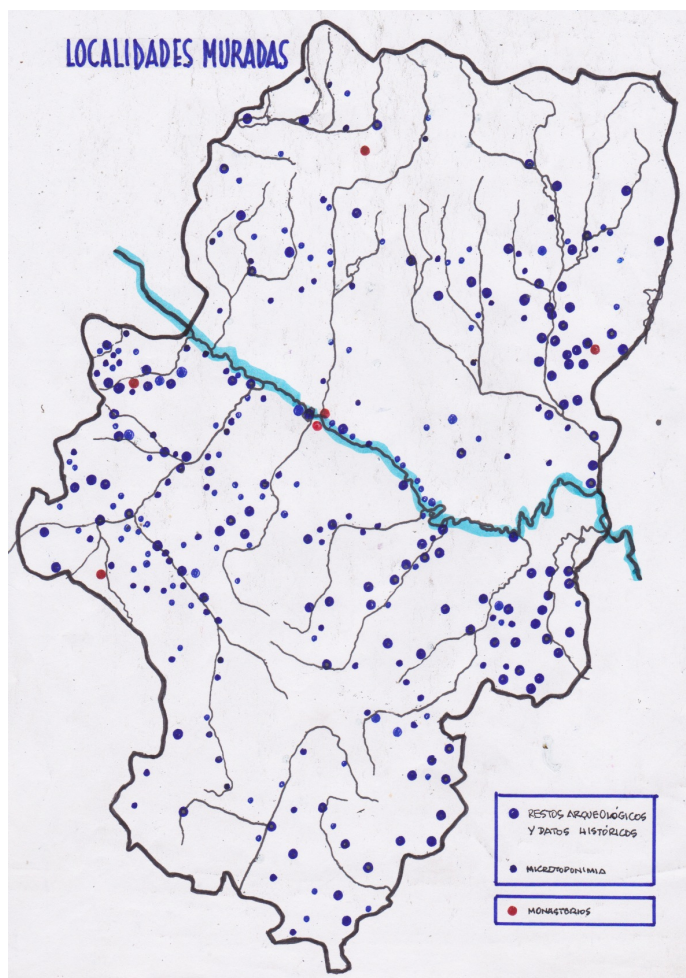 LOCALIDADES MURADAS
RESTOS ARQUEOLÓGICOS
Y DATOS HISTÓRICOS
MICROTOPONIMIA
MONASTERIOS